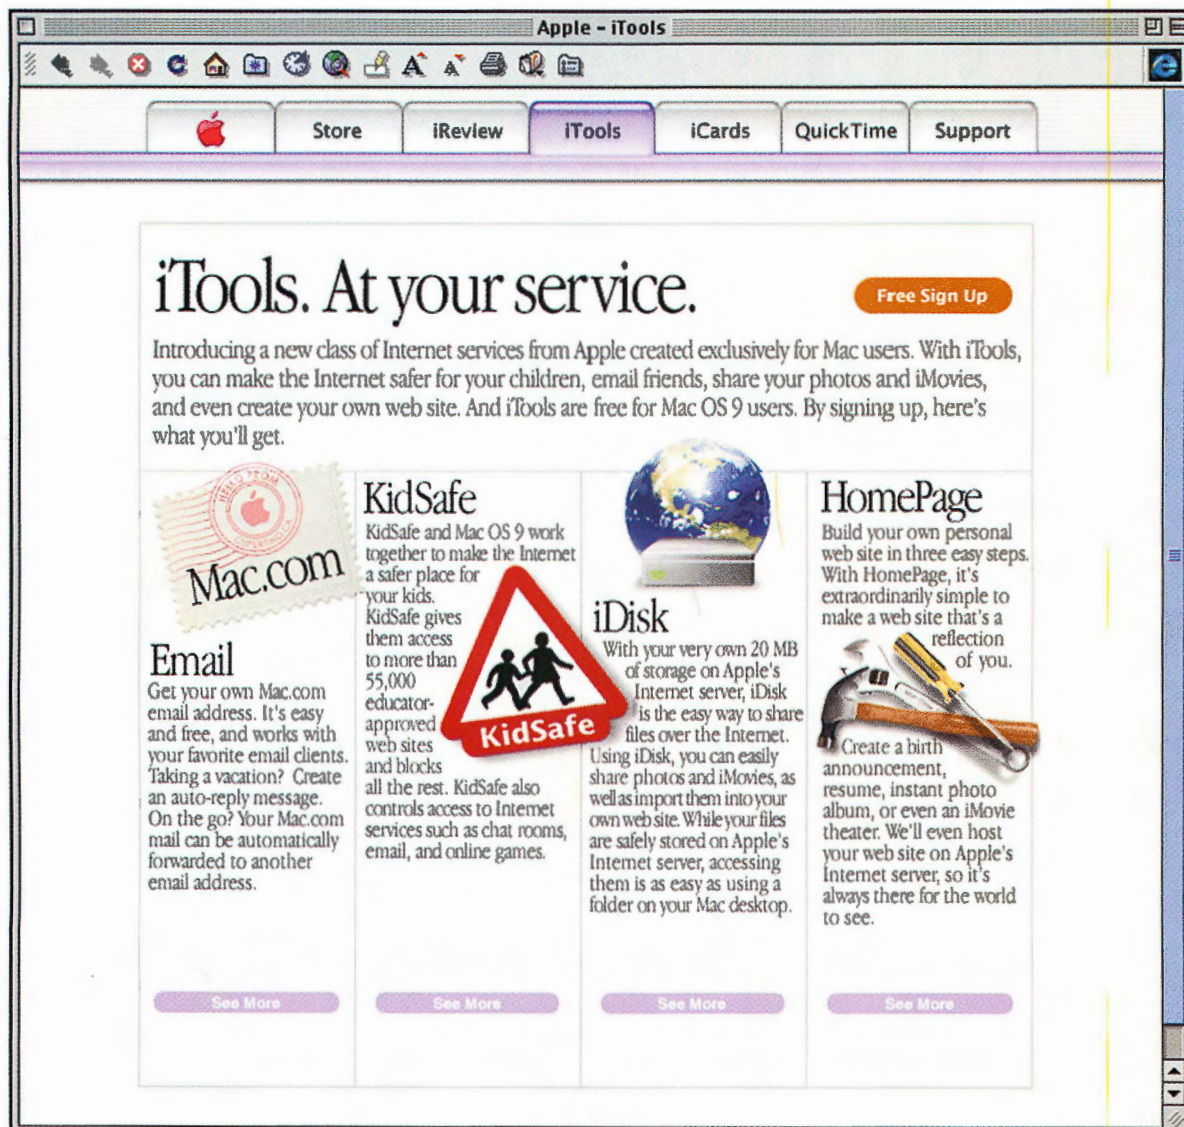 Apple – iTools
Store
iReview
iTools
iCards
QuickTime
Support
iTools. At your service.
Free Sign Up
Introducing a new class of Internet services from Apple created exclusively for Mac users. With iTools,
you can make the Internet safer for your children, email friends, share your photos and iMovies,
and even create your own web site. And iTools are free for Mac OS 9 users. By signing up, here's
what you'll get.
HELLO FROM
CUPERTINO, CA
Mac.com
Email
Get your own Mac.com
email address. It's easy
and free, and works with
your favorite email clients.
Taking a vacation? Create
an auto-reply message.
On the go? Your Mac.com
mail can be automatically
forwarded to another
email address.
See More
KidSafe
KidSafe and Mac OS 9 work
together to make the Internet
a safer place for
your kids.
KidSafe gives
them access
to more than
55,000
educator-
approved
web sites
and blocks
all the rest. KidSafe also
controls access to Internet
services such as chat rooms,
email, and online games.
KidSafe
See More
iDisk
With your very own 20 MB
of storage on Apple's
Internet server, iDisk
is the easy way to share
files over the Internet.
Using iDisk, you can easily
share photos and iMovies, as
well as import them into your
own web site. While your files
are safely stored on Apple's
Internet server, accessing
them is as easy as using a
folder on your Mac desktop.
See More
HomePage
Build your own personal
web site in three easy steps.
With HomePage, it's
extraordinarily simple to
make a web site that's a
reflection
of you.
Create a birth
announcement,
resume, instant photo
album, or even an iMovie
theater. We'll even host
your web site on Apple's
Internet server, so it's
always there for the world
to see.
See More